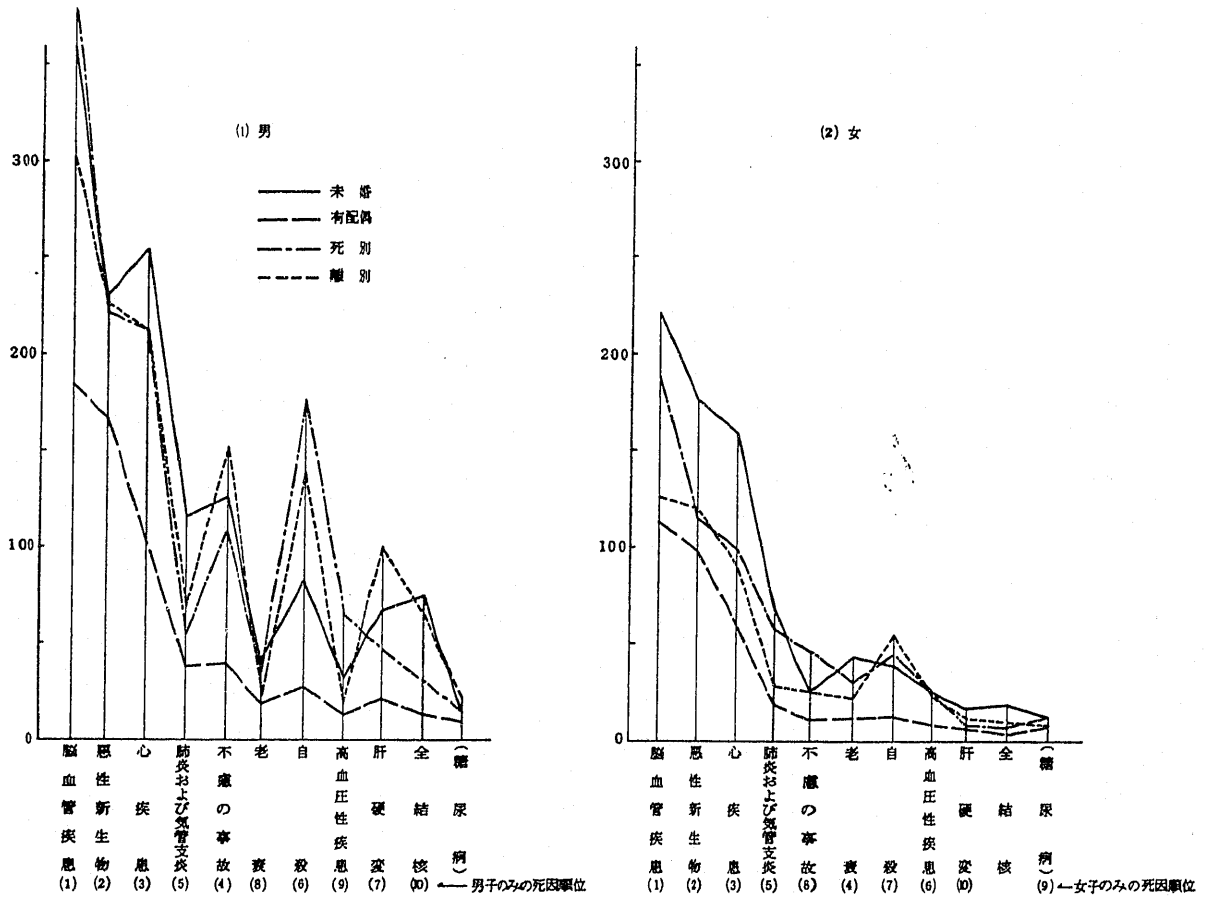 (1) 男
未婚
有配偶
死別
離別
300
200
100
0
脳血管疾患
悪性新生物
心疾患
肺炎および気管支炎
不慮の事故
老衰
自殺
高血圧性疾患
肝硬変
全結核
(糖尿病)
(1) (2) (3) (5) (4) (8) (6) (9) (7) (10) ←男子のみの死因順位
(2) 女
300
200
100
0
脳血管疾患
悪性新生物
心疾患
肺炎および気管支炎
不慮の事故
老衰
自殺
高血圧性疾患
肝硬変
全結核
(糖尿病)
(1) (2) (3) (5) (8) (4) (7) (6) (10) (9)←女子のみの死因順位